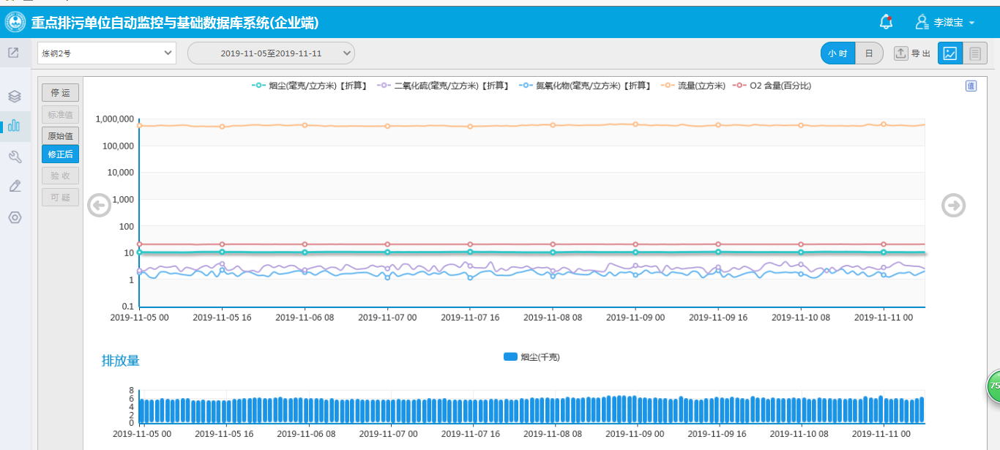 重点排污单位自动监控与基础数据库系统(企业端)
李滋宝
炼钢2号
2019-11-05至2019-11-11
小时
日
导出
停运
标准值
原始值
修正后
验收
可疑
烟尘(毫克/立方米)【折算】 二氧化硫(毫克/立方米)【折算】 氮氧化物(毫克/立方米)【折算】 流量(立方米) O2 含量(百分比)
值
1,000,000
100,000
10,000
1,000
100
10
1
0.1
2019-11-05 00 2019-11-05 16 2019-11-06 08 2019-11-07 00 2019-11-07 16 2019-11-08 08 2019-11-09 00 2019-11-09 16 2019-11-10 08 2019-11-11 00
排放量
烟尘(千克)
8
6
4
2
0
2019-11-05 00 2019-11-05 16 2019-11-06 08 2019-11-07 00 2019-11-07 16 2019-11-08 08 2019-11-09 00 2019-11-09 16 2019-11-10 08 2019-11-11 00
75